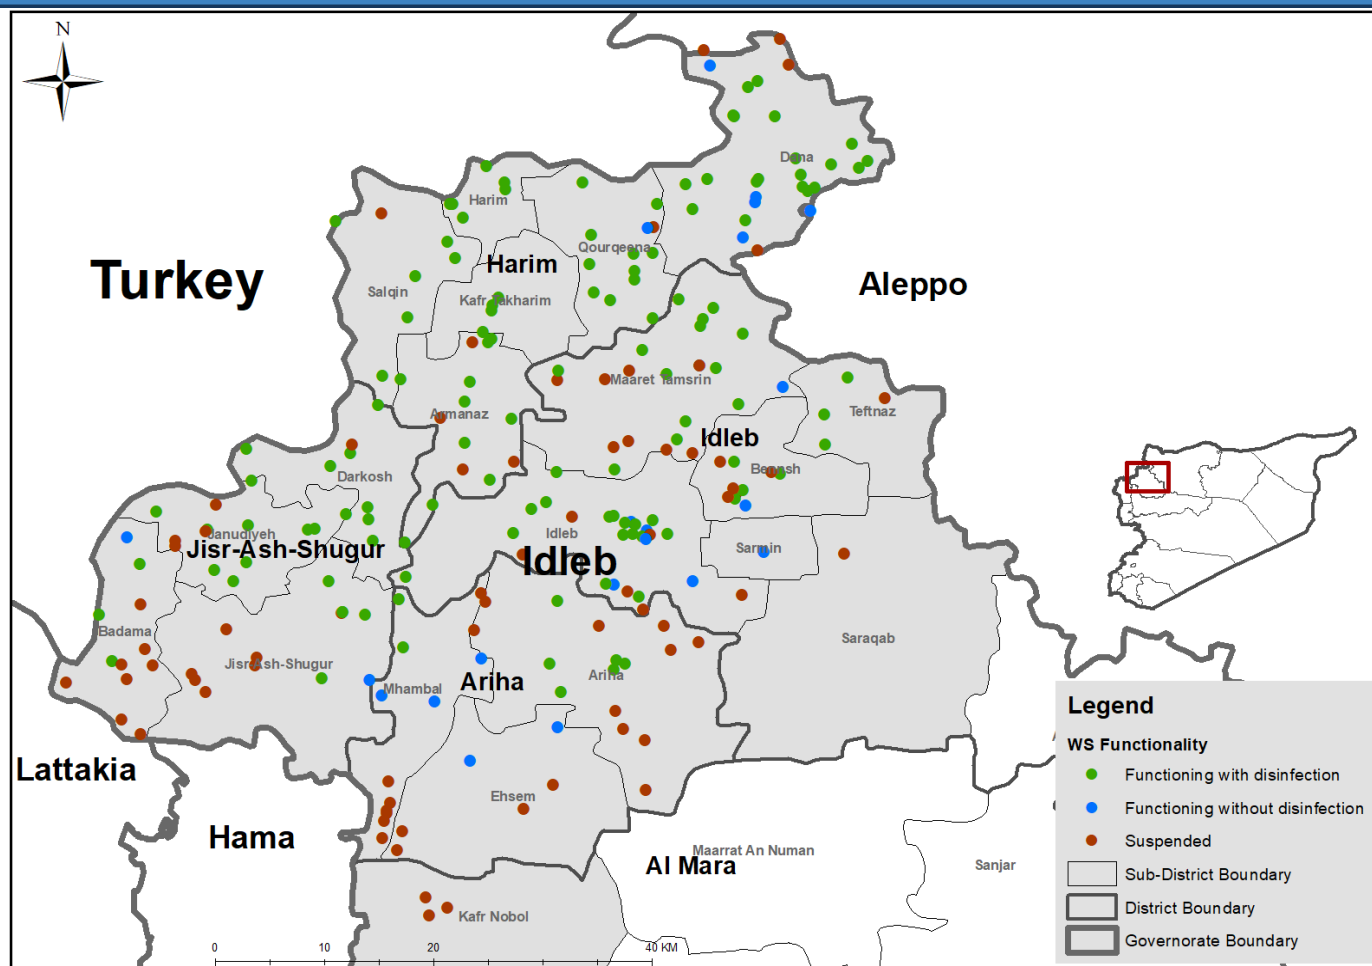 N
Dana
Harim
Qourqeena
Harim
Turkey
Aleppo
Salqin
Kafr Takharim
Maaret Tamsrin
Teftnaz
Armanaz
Idleb
Bennsh
Darkosh
Janudiyeh
Idleb
Jisr-Ash-Shugur
Sarmin
Idleb
Badama
Saraqab
Jisr-Ash-Shugur
Ariha
Mhambal
Ariha
Lattakia
Ehsem
Hama
Maarrat An Numan
Al Mara
Sanjar
Kafr Nobol
0 10 20 40 KM
Legend
WS Functionality
Functioning with disinfection
Functioning without disinfection
Suspended
Sub-District Boundary
District Boundary
Governorate Boundary